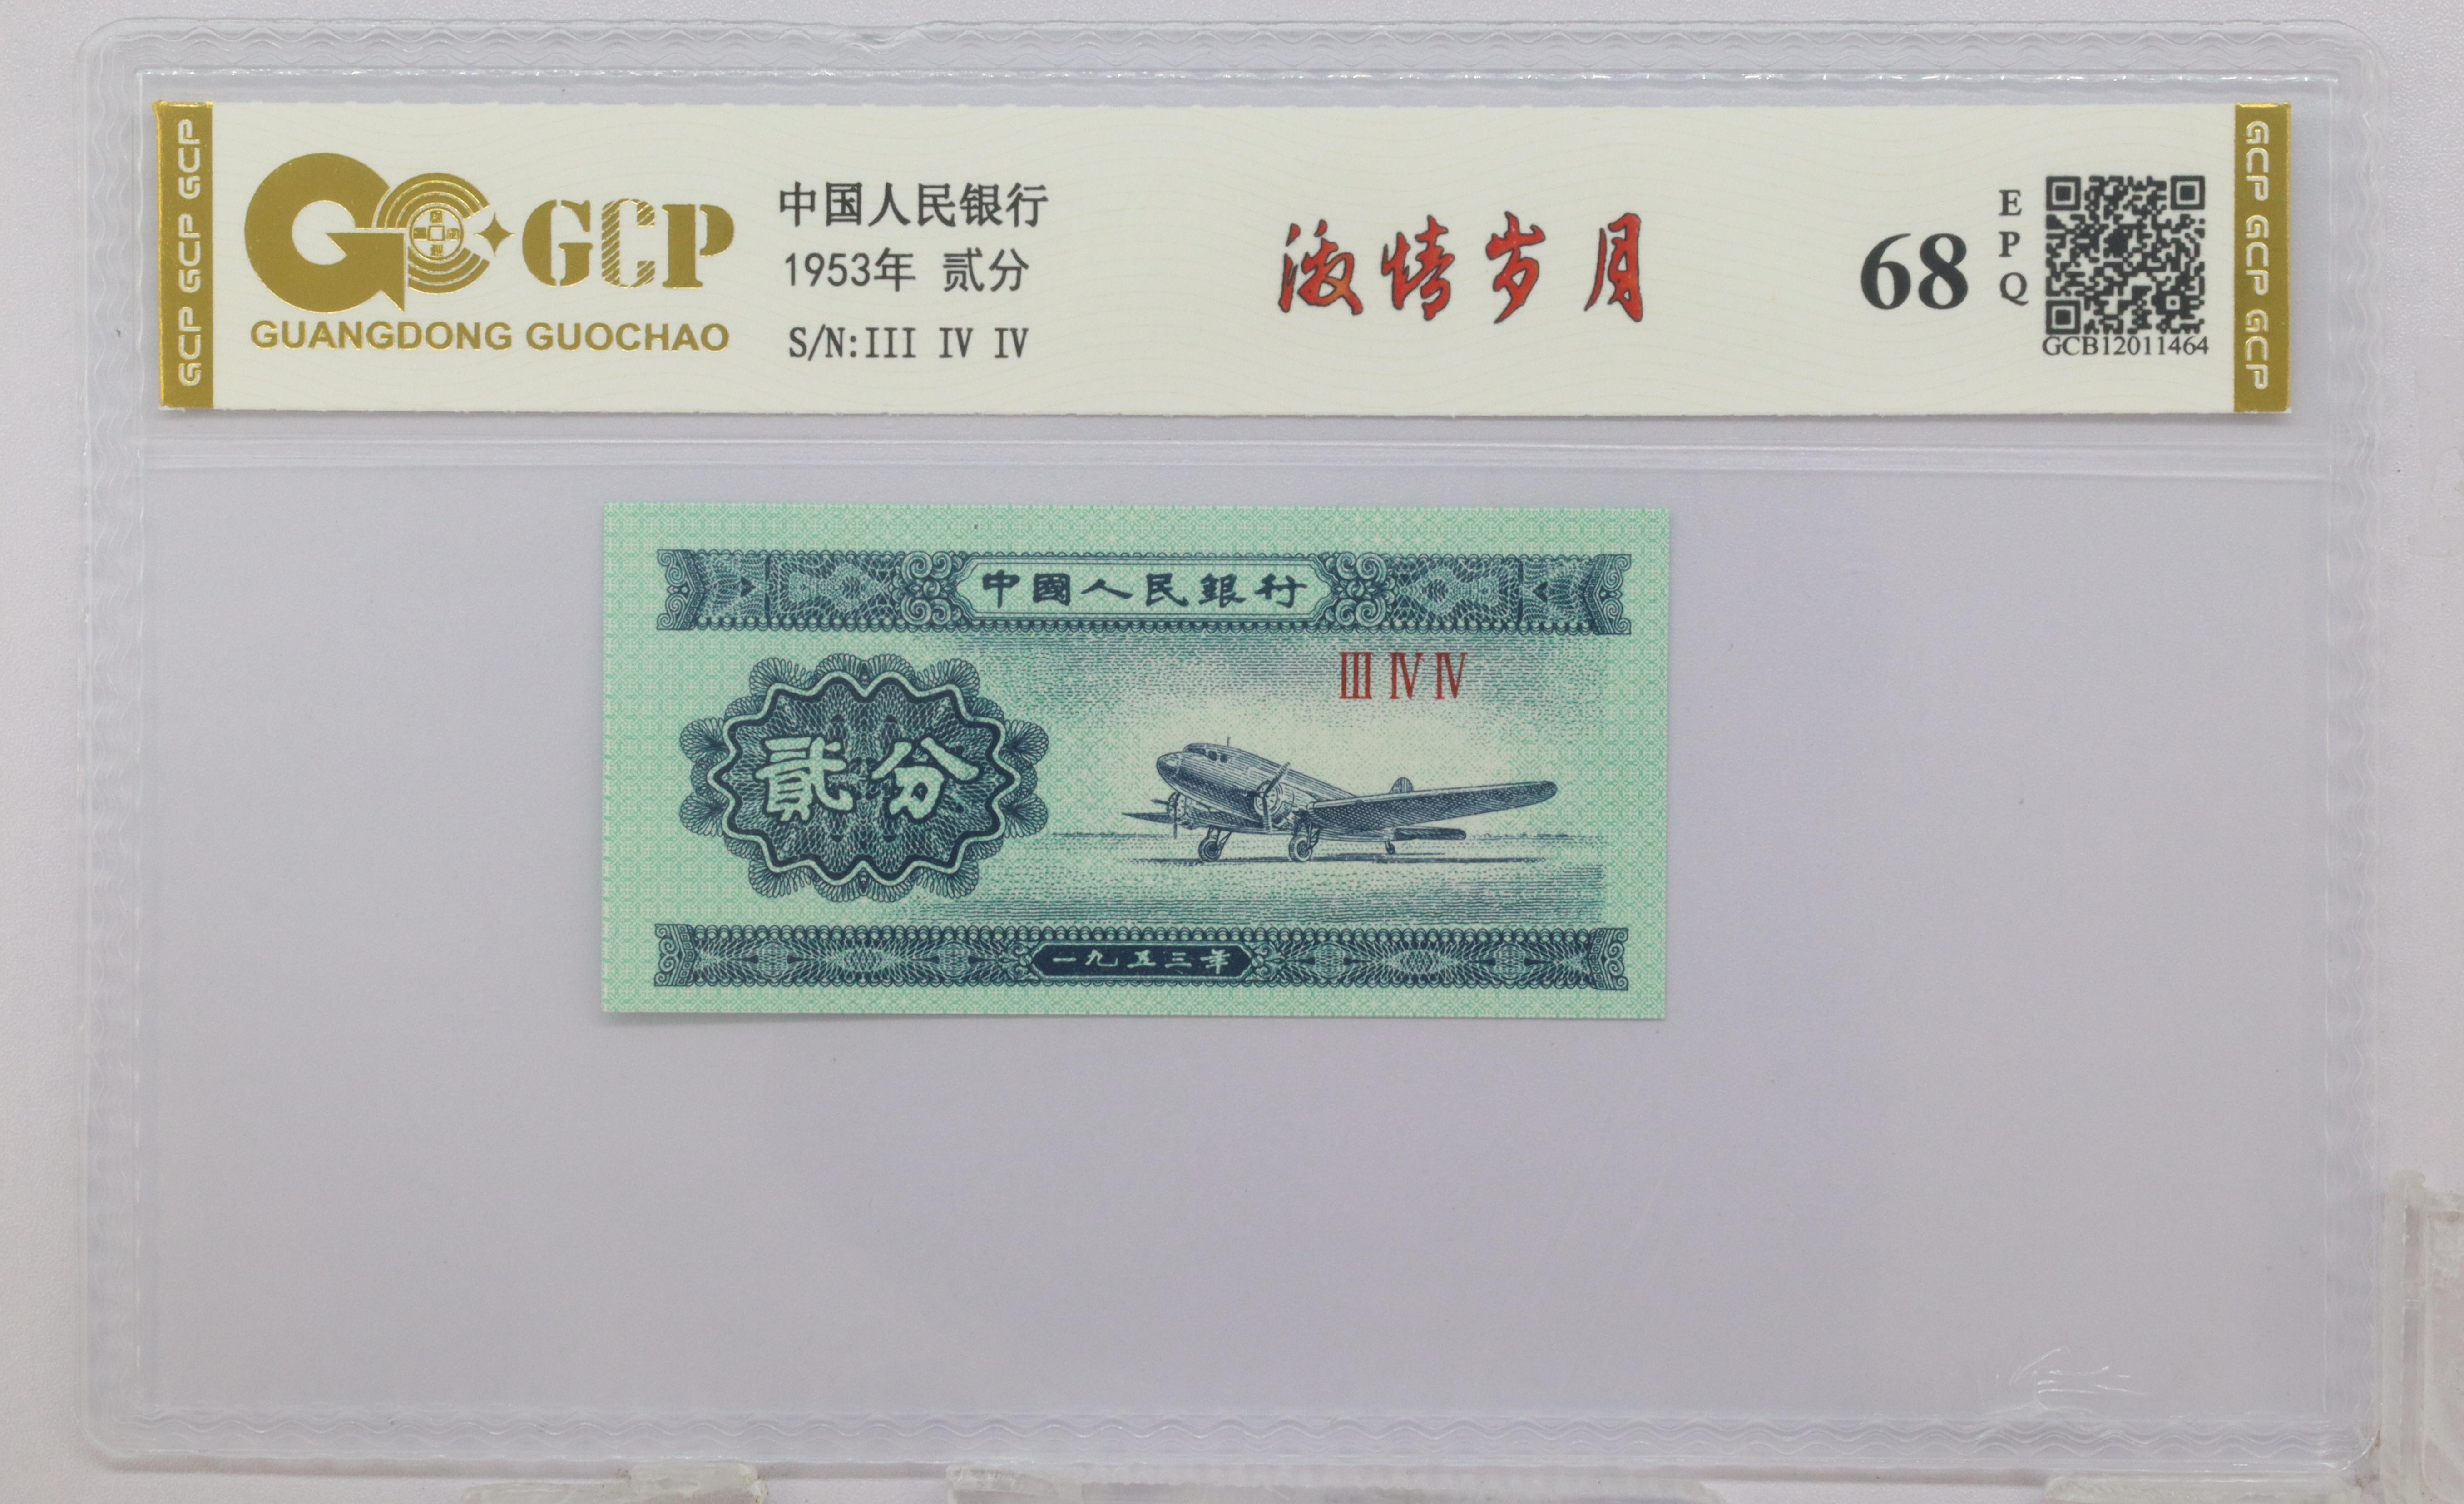 GCP GCP GCP
GCP
GUANGDONG GUOCHAO
中国人民银行
1953年 贰分
S/N:III IV IV
激情岁月
68
EPQ
GCB12011464
GCP GCP GCP
中國人民銀行
III IV IV
貳分
一九五三年